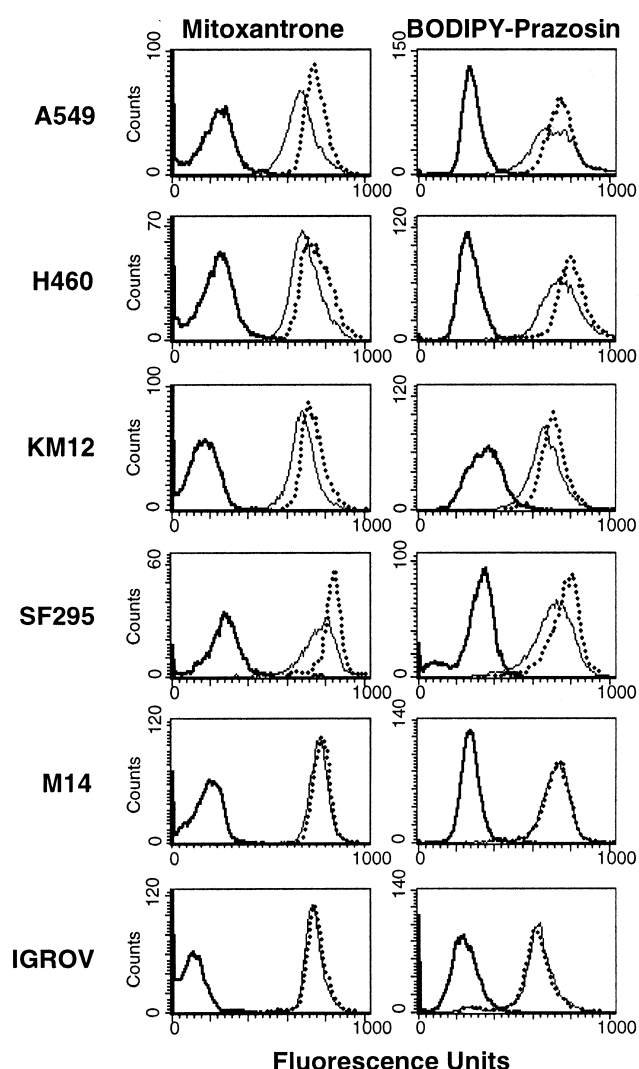 Mitoxantrone BODIPY-Prazosin
A549
Counts
100
0
0 1000
150
0
0 1000
H460
Counts
70
0
0 1000
120
0
0 1000
KM12
Counts
100
0
0 1000
120
0
0 1000
SF295
Counts
60
0
0 1000
100
0
0 1000
M14
Counts
120
0
0 1000
140
0
0 1000
IGROV
Counts
120
0
0 1000
140
0
0 1000
Fluorescence Units